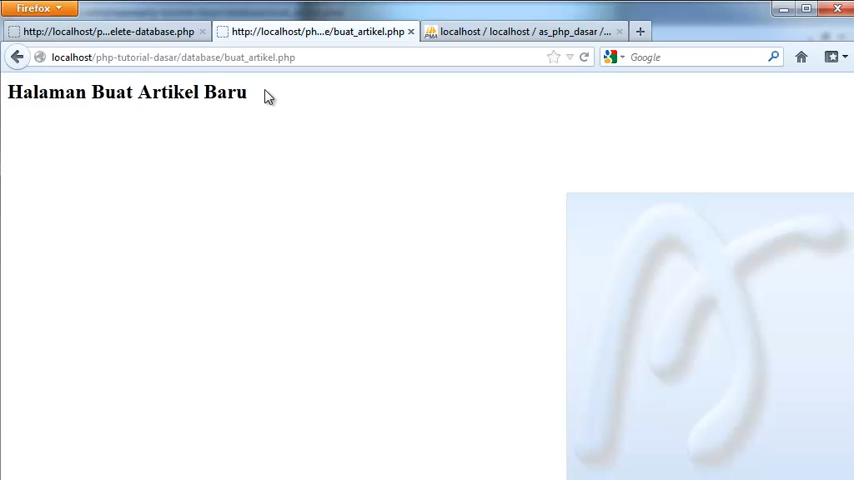 Firefox
http://localhost/p...elete-database.php
http://localhost/ph...e/buat_artikel.php
localhost / localhost / as_php_dasar /...
localhost/php-tutorial-dasar/database/buat_artikel.php
Google
Halaman Buat Artikel Baru